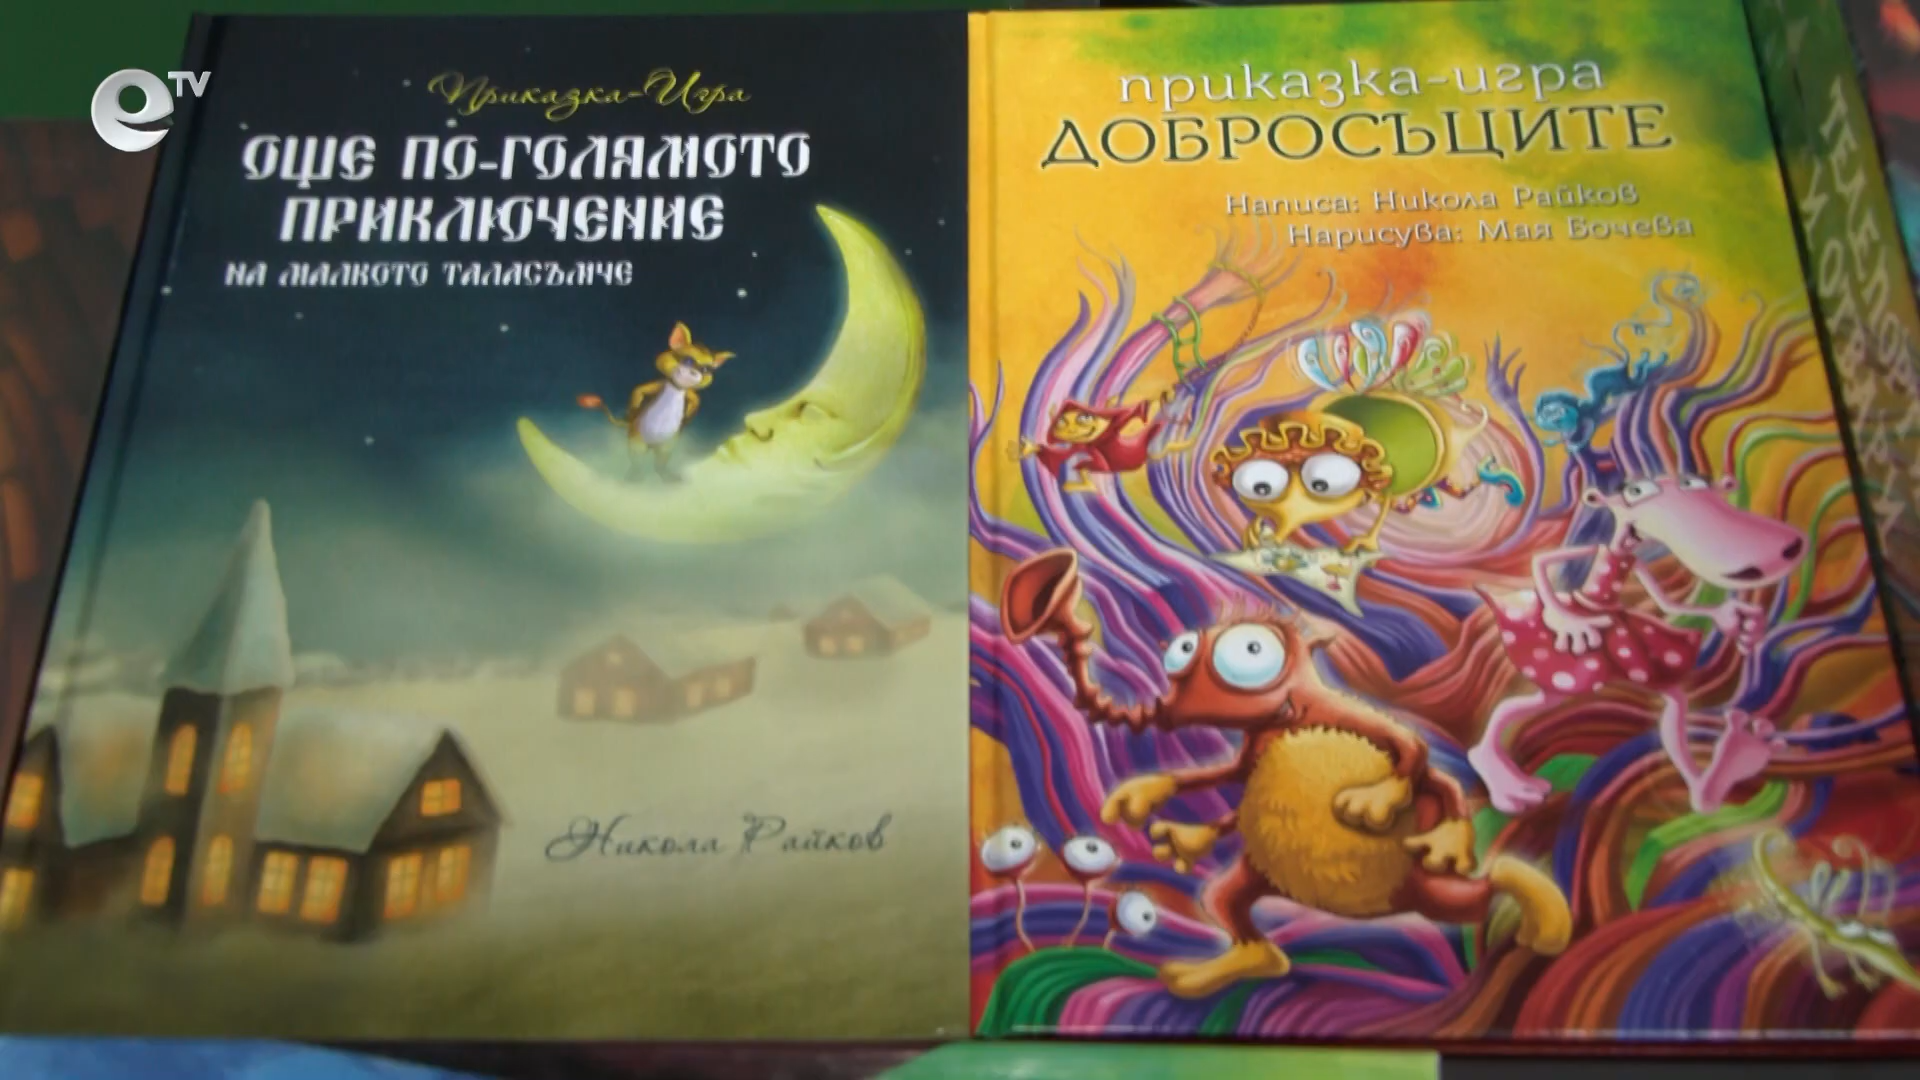 eTV
Приказка-Игра
ОЩЕ ПО-ГОЛЯМОТО
ПРИКЛЮЧЕНИЕ
НА МАЛКОТО ТАЛАСЪМЧЕ
Никола Райков
приказка-игра
ДОБРОСЪЦИТЕ
Написа: Никола Райков
Нарисува: Мая Бочева